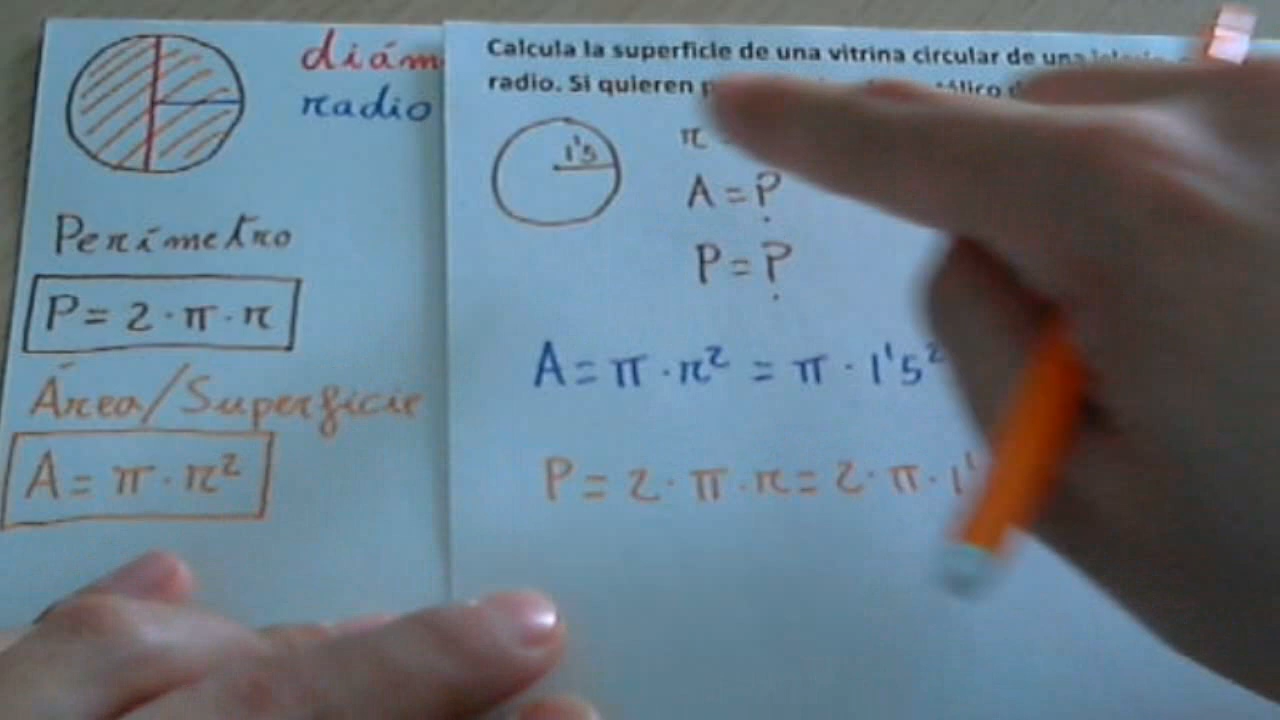 diám
radio
Perímetro
P = 2 · π · r
Área/Superficie
A = π · r²
Calcula la superficie de una vitrina circular de una
radio. Si quieren
1'5
r
A = ?
P = ?
A = π · r² = π · 1'5²
P = 2 · π · r = 2 · π · 1'